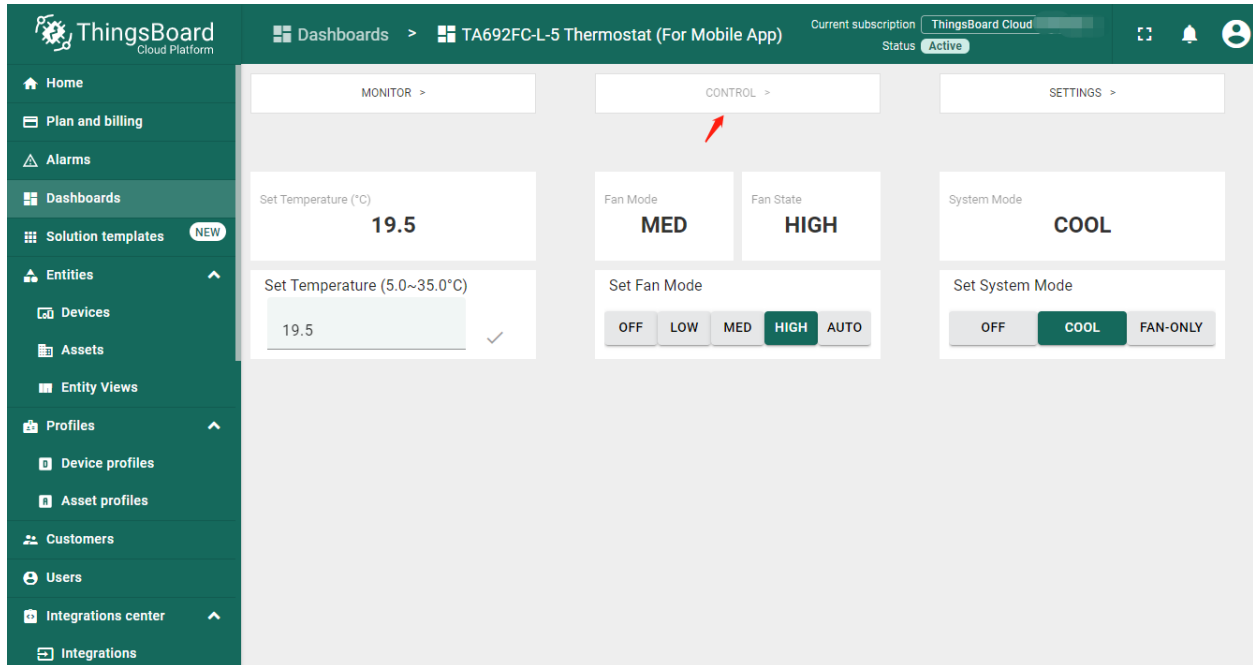 ThingsBoard
Cloud Platform
Dashboards > TA692FC-L-5 Thermostat (For Mobile App)
Current subscription ThingsBoard Cloud
Status Active
Home
Plan and billing
Alarms
Dashboards
Solution templates NEW
Entities
Devices
Assets
Entity Views
Profiles
D Device profiles
A Asset profiles
Customers
Users
Integrations center
Integrations
MONITOR > CONTROL > SETTINGS >
Set Temperature (°C)
19.5
Fan Mode
MED
Fan State
HIGH
System Mode
COOL
Set Temperature (5.0~35.0°C)
19.5
Set Fan Mode
OFF LOW MED HIGH AUTO
Set System Mode
OFF COOL FAN-ONLY